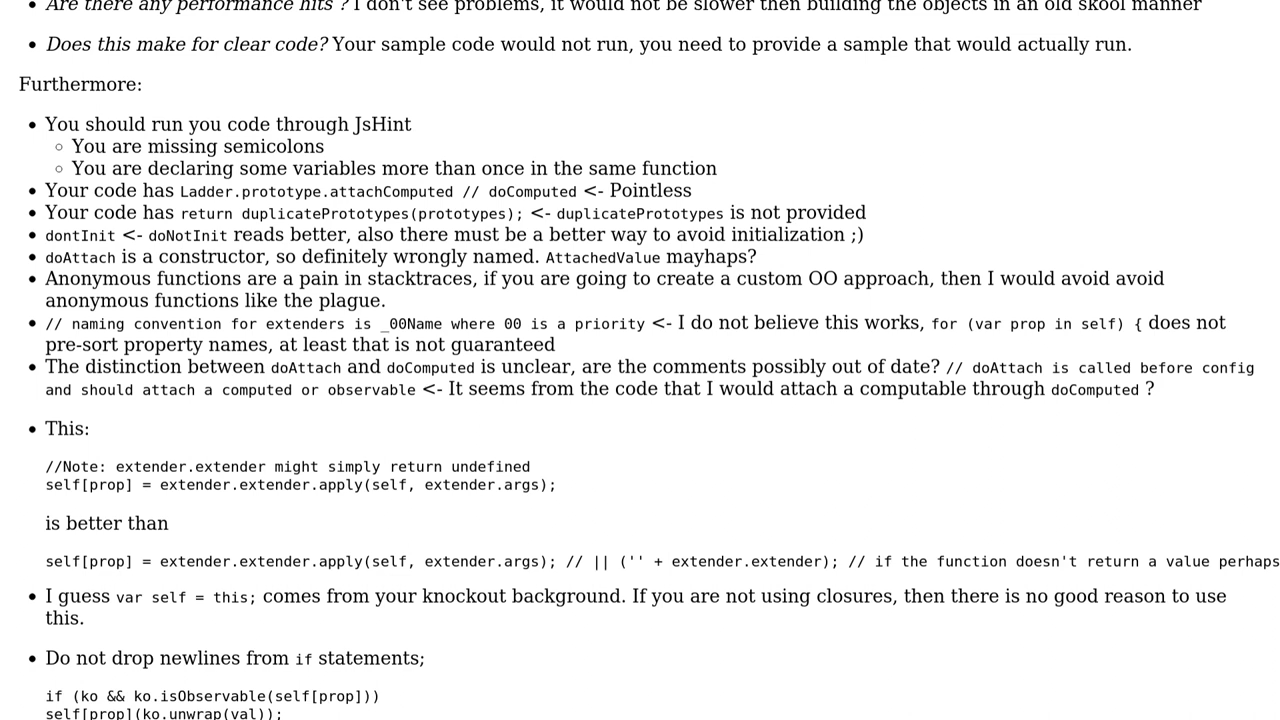 Are there any performance hits ? I don't see problems, it would not be slower then building the objects in an old skool manner
Does this make for clear code? Your sample code would not run, you need to provide a sample that would actually run.
Furthermore:
You should run you code through JsHint
You are missing semicolons
You are declaring some variables more than once in the same function
Your code has Ladder.prototype.attachComputed // doComputed <- Pointless
Your code has return duplicatePrototypes(prototypes); <- duplicatePrototypes is not provided
dontInit <- doNotInit reads better, also there must be a better way to avoid initialization ;)
doAttach is a constructor, so definitely wrongly named. AttachedValue mayhaps?
Anonymous functions are a pain in stacktraces, if you are going to create a custom OO approach, then I would avoid avoid
anonymous functions like the plague.
// naming convention for extenders is _00Name where 00 is a priority <- I do not believe this works, for (var prop in self) { does not
pre-sort property names, at least that is not guaranteed
The distinction between doAttach and doComputed is unclear, are the comments possibly out of date? // doAttach is called before config
and should attach a computed or observable <- It seems from the code that I would attach a computable through doComputed ?
This:
//Note: extender.extender might simply return undefined
self[prop] = extender.extender.apply(self, extender.args);
is better than
self[prop] = extender.extender.apply(self, extender.args); // || ('' + extender.extender); // if the function doesn't return a value perhaps
I guess var self = this; comes from your knockout background. If you are not using closures, then there is no good reason to use
this.
Do not drop newlines from if statements;
if (ko && ko.isObservable(self[prop]))
self[prop](ko.unwrap(val));